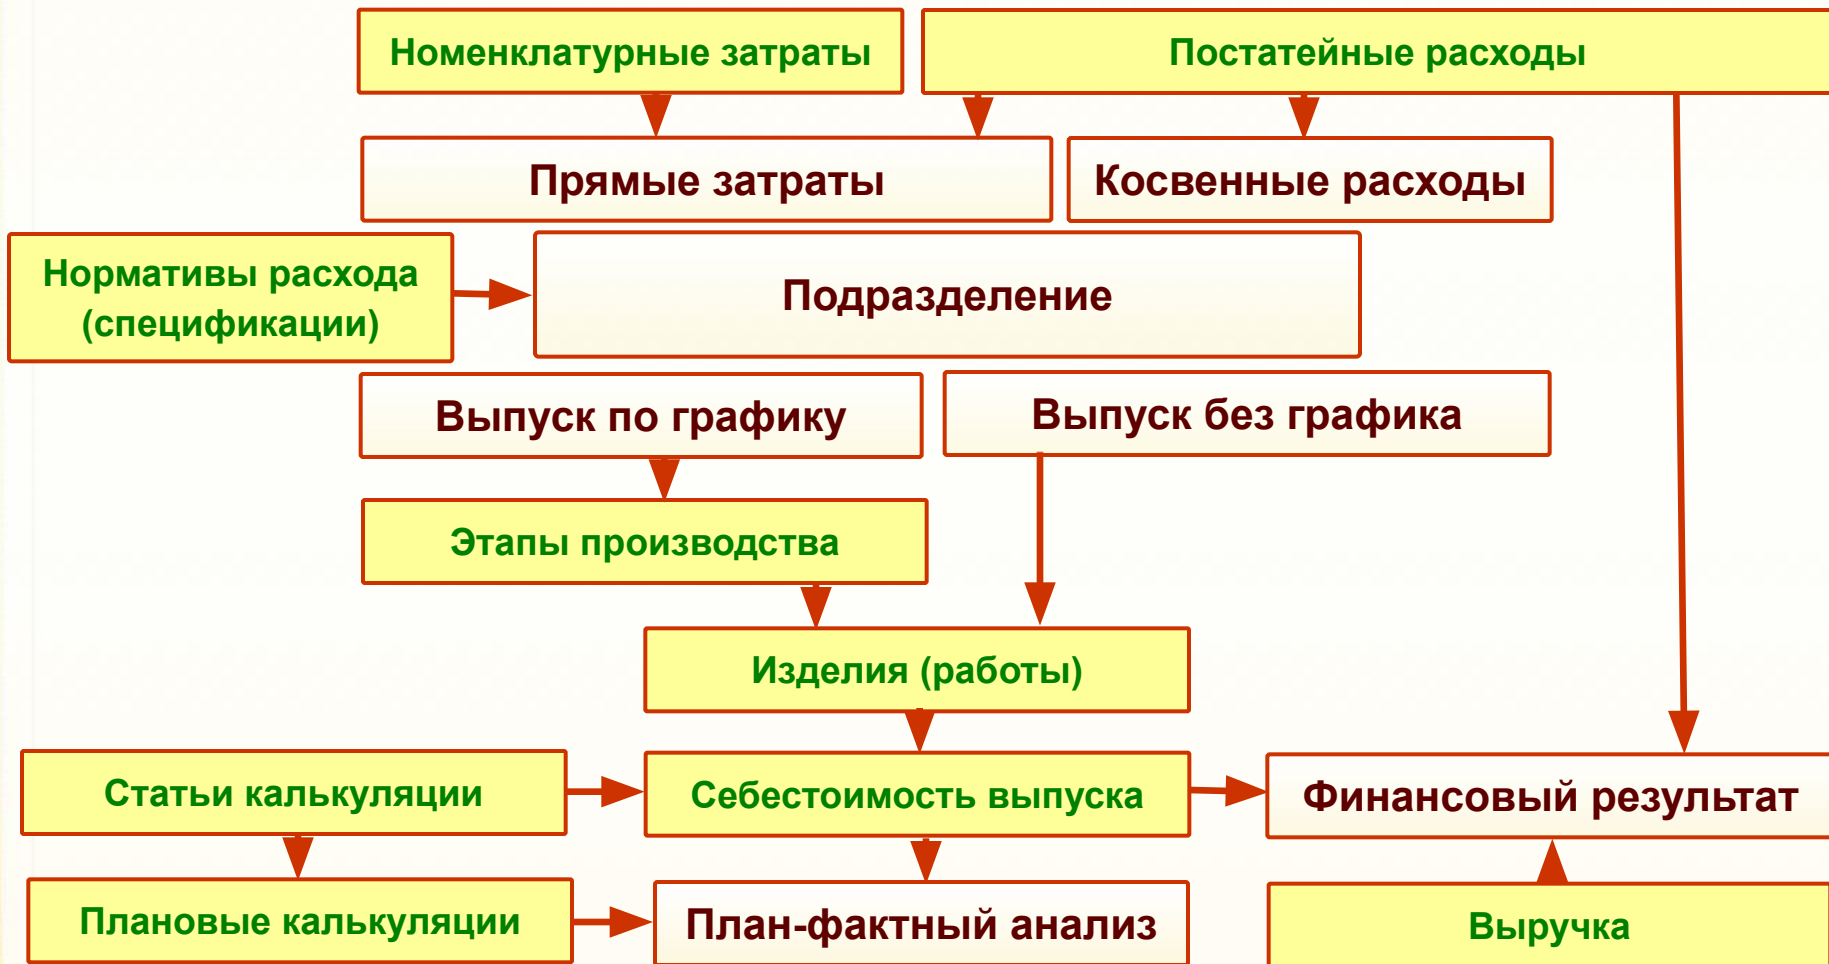 Номенклатурные затраты
Постатейные расходы
Прямые затраты
Косвенные расходы
Нормативы расхода
(спецификации)
Подразделение
Выпуск по графику
Выпуск без графика
Этапы производства
Изделия (работы)
Статьи калькуляции
Себестоимость выпуска
Финансовый результат
Плановые калькуляции
План-фактный анализ
Выручка